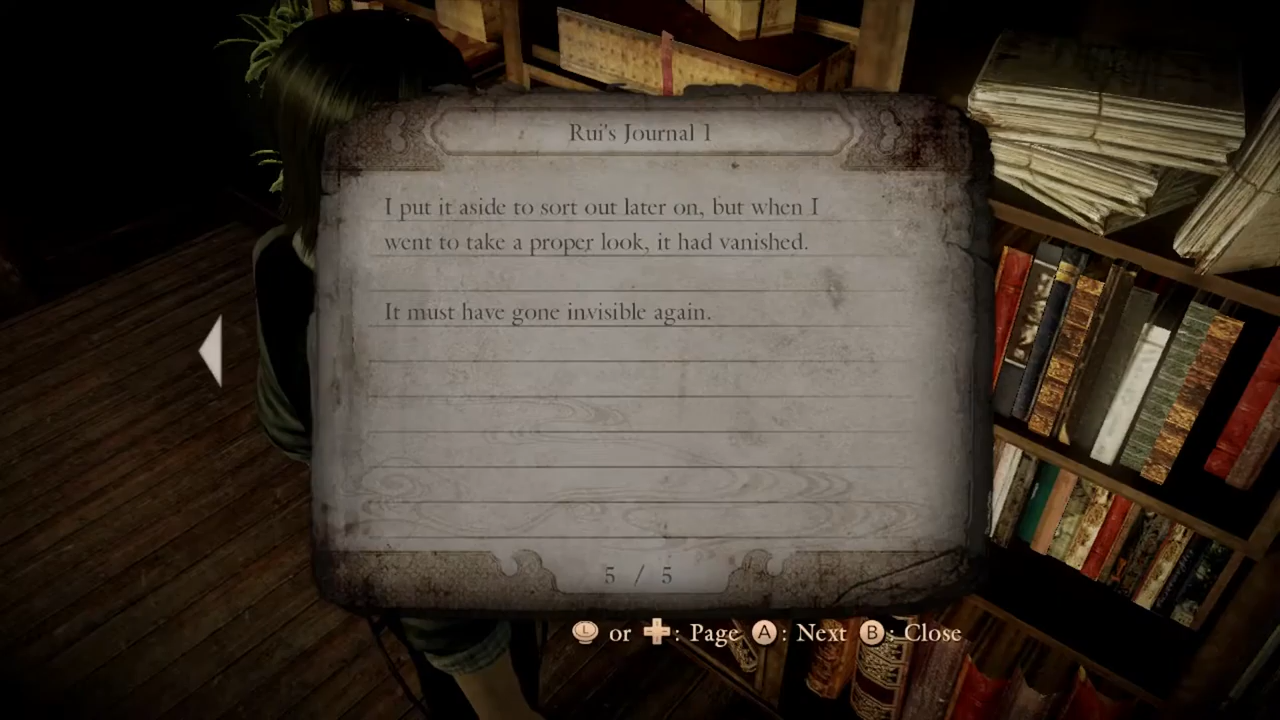 Rui's Journal 1
I put it aside to sort out later on, but when I
went to take a proper look, it had vanished.
It must have gone invisible again.
5 / 5
L or : Page A : Next B : Close